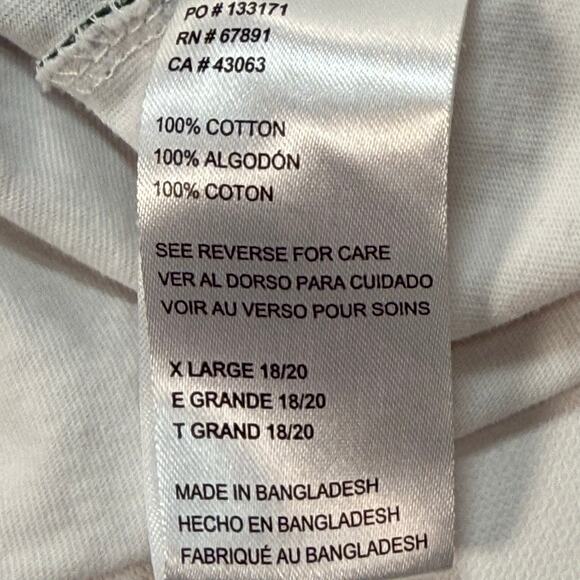 PO # 133171
RN # 67891
CA # 43063
100% COTTON
100% ALGODÓN
100% COTON
SEE REVERSE FOR CARE
VER AL DORSO PARA CUIDADO
VOIR AU VERSO POUR SOINS
X LARGE 18/20
E GRANDE 18/20
T GRAND 18/20
MADE IN BANGLADESH
HECHO EN BANGLADESH
FABRIQUÉ AU BANGLADESH